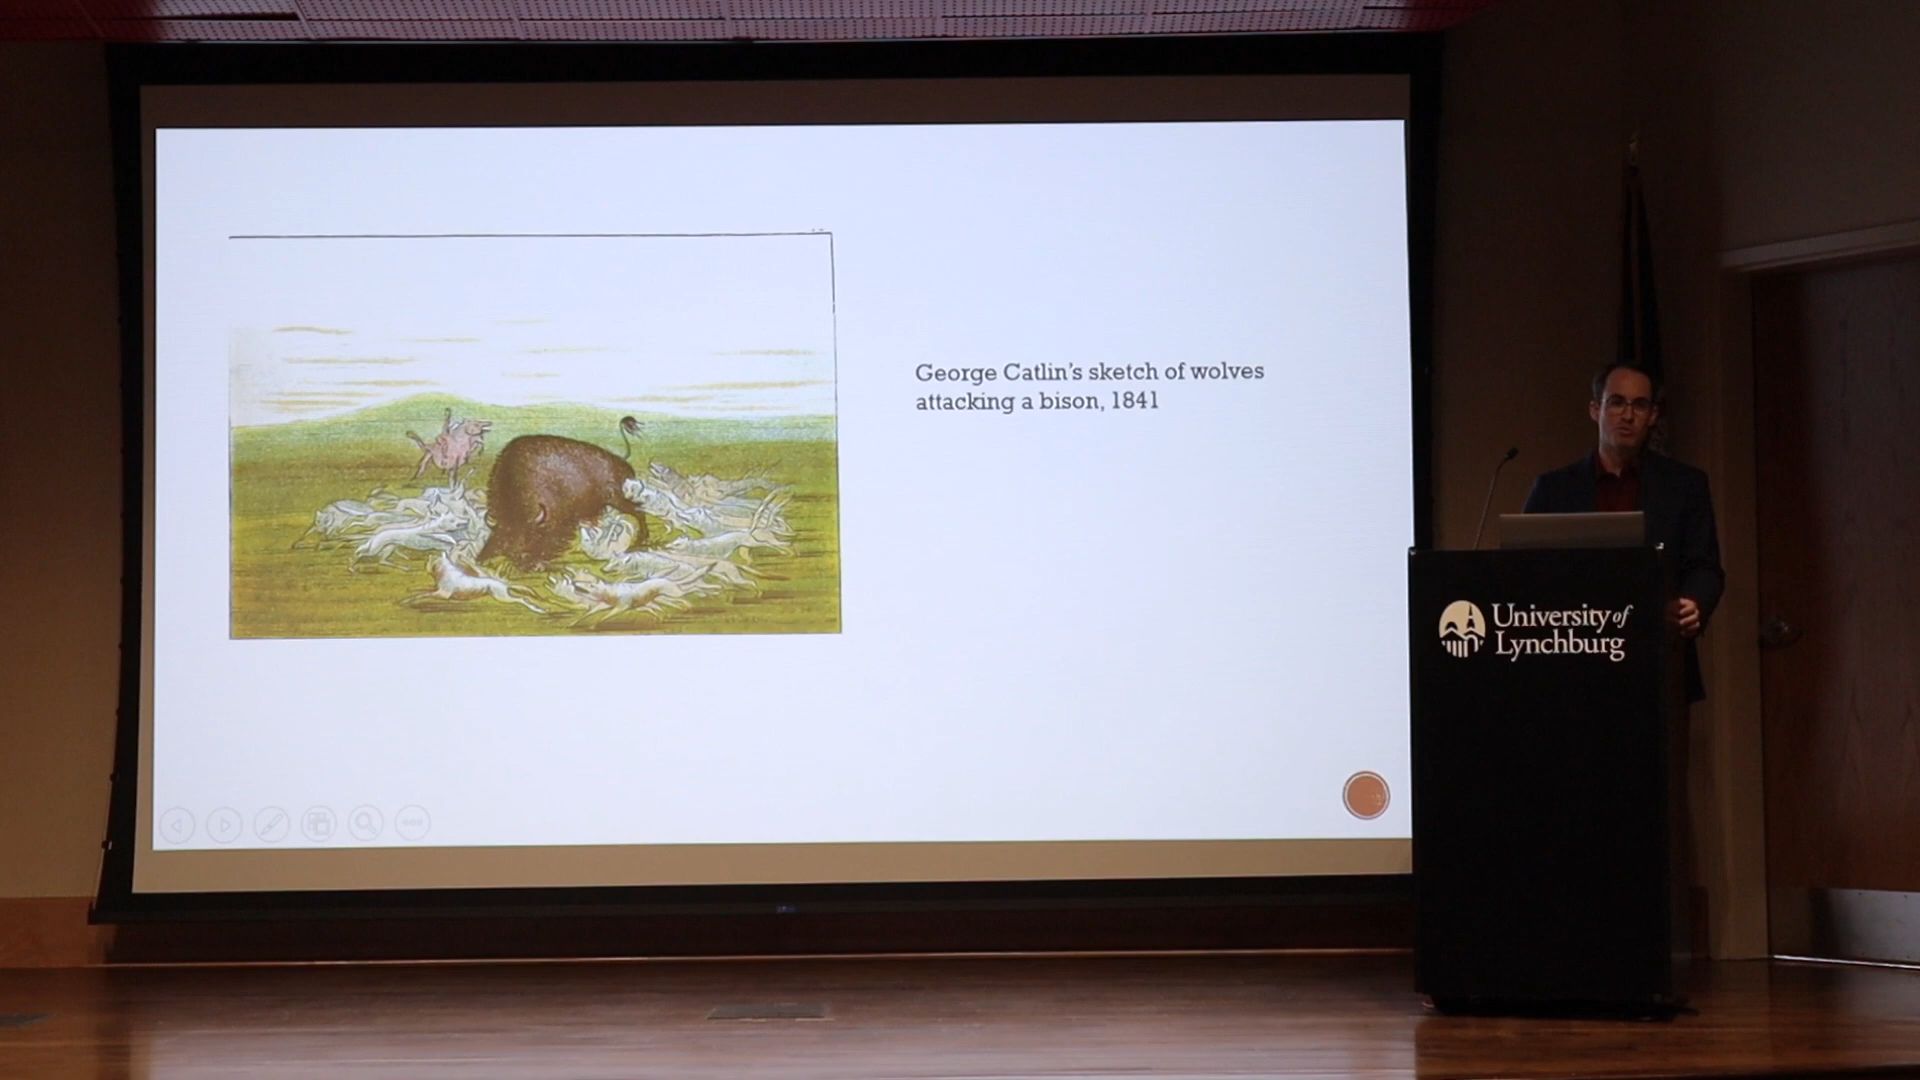 George Catlin's sketch of wolves
attacking a bison, 1841
University of
Lynchburg